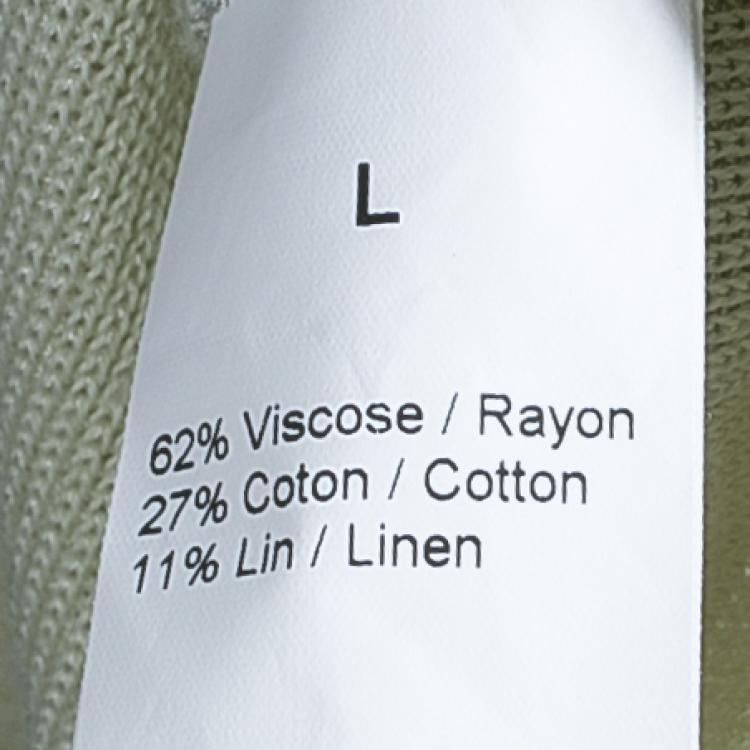 L
62% Viscose / Rayon
27% Coton / Cotton
11% Lin / Linen